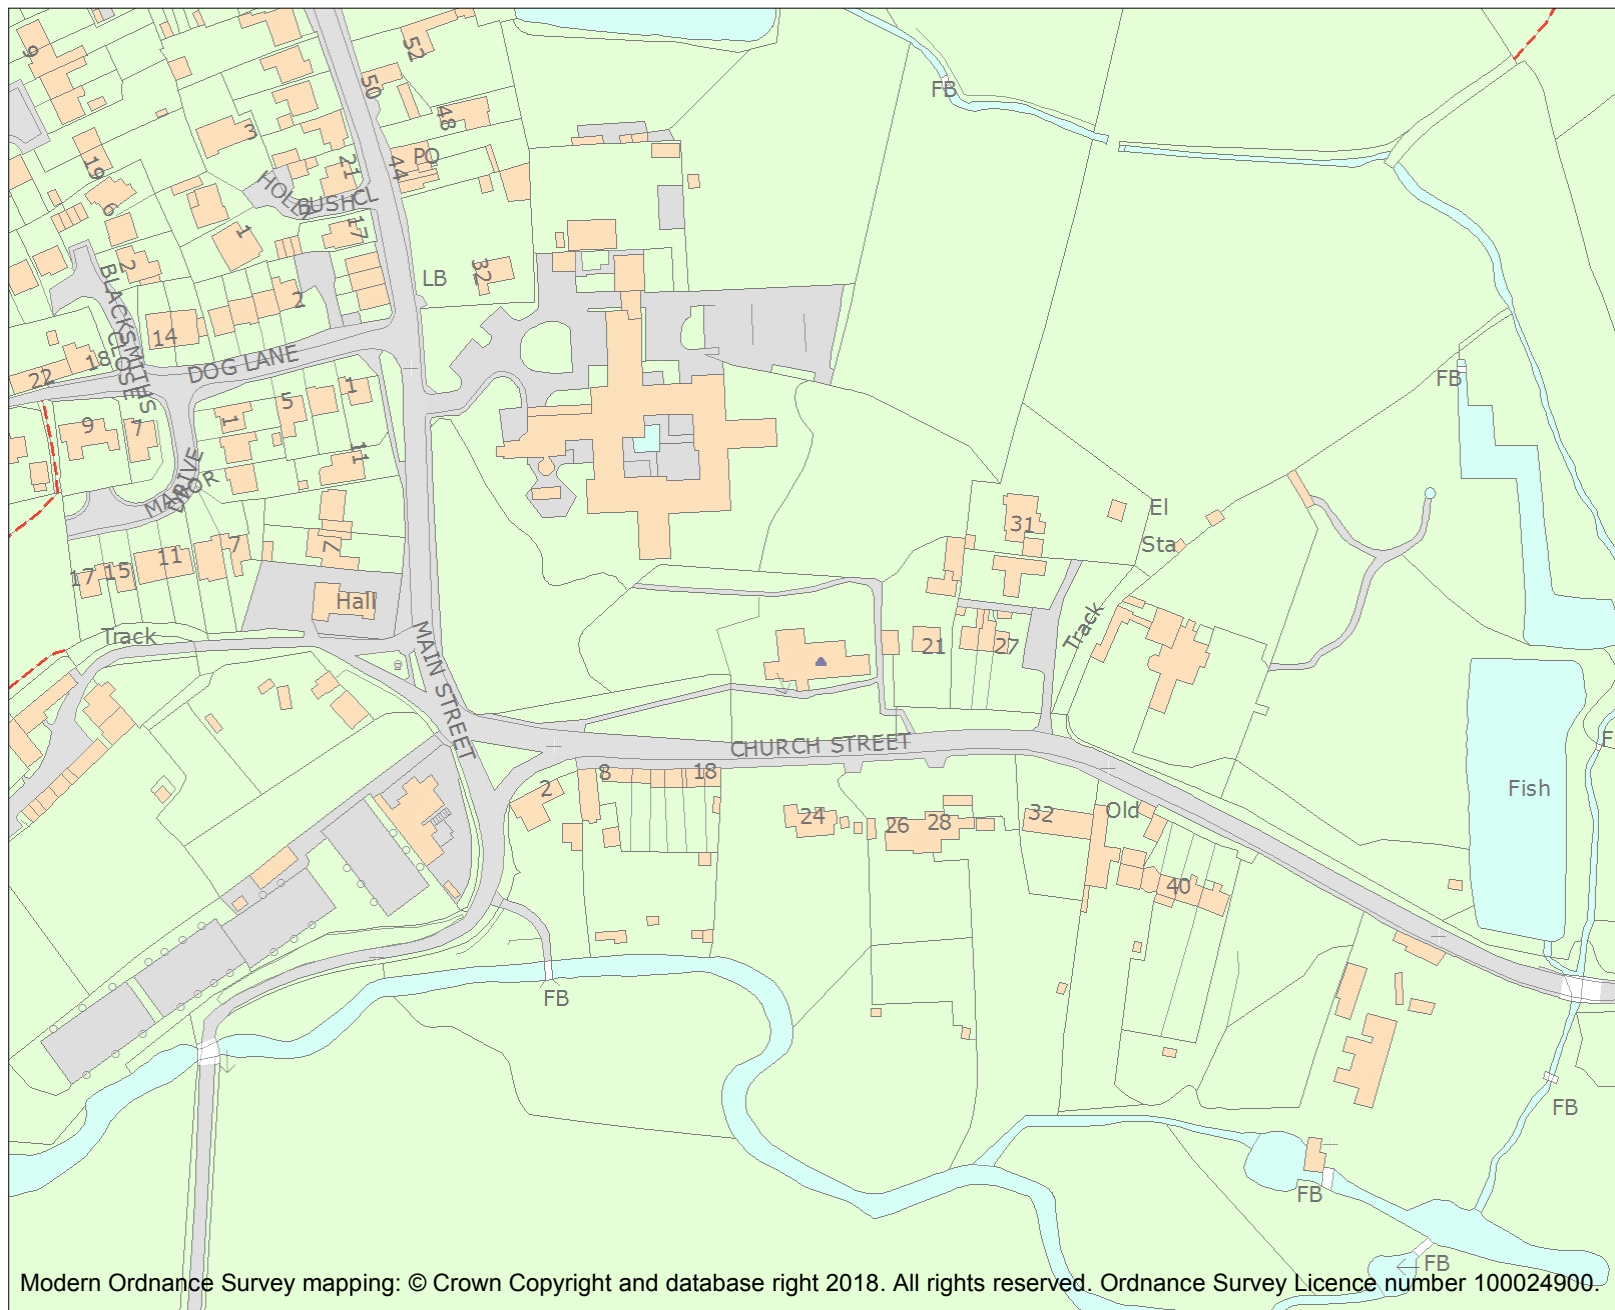 9
52
50
FB
48
3
PO
44
21
19
HOLLY
BUSH CL
6
17
1
2
LB
32
BLACKSMITHS
CLOSE
2
14
18
DOG LANE
22
FB
1
5
9
7
1
11
MANOR
DRIVE
31
El
Sta
7
7
11
15
17
Hall
Track
Track
MAIN STREET
21
27
CHURCH STREET
F
8
18
2
Fish
24
26
28
32
Old
40
FB
FB
FB
FB
Modern Ordnance Survey mapping: © Crown Copyright and database right 2018. All rights reserved. Ordnance Survey Licence number 100024900.